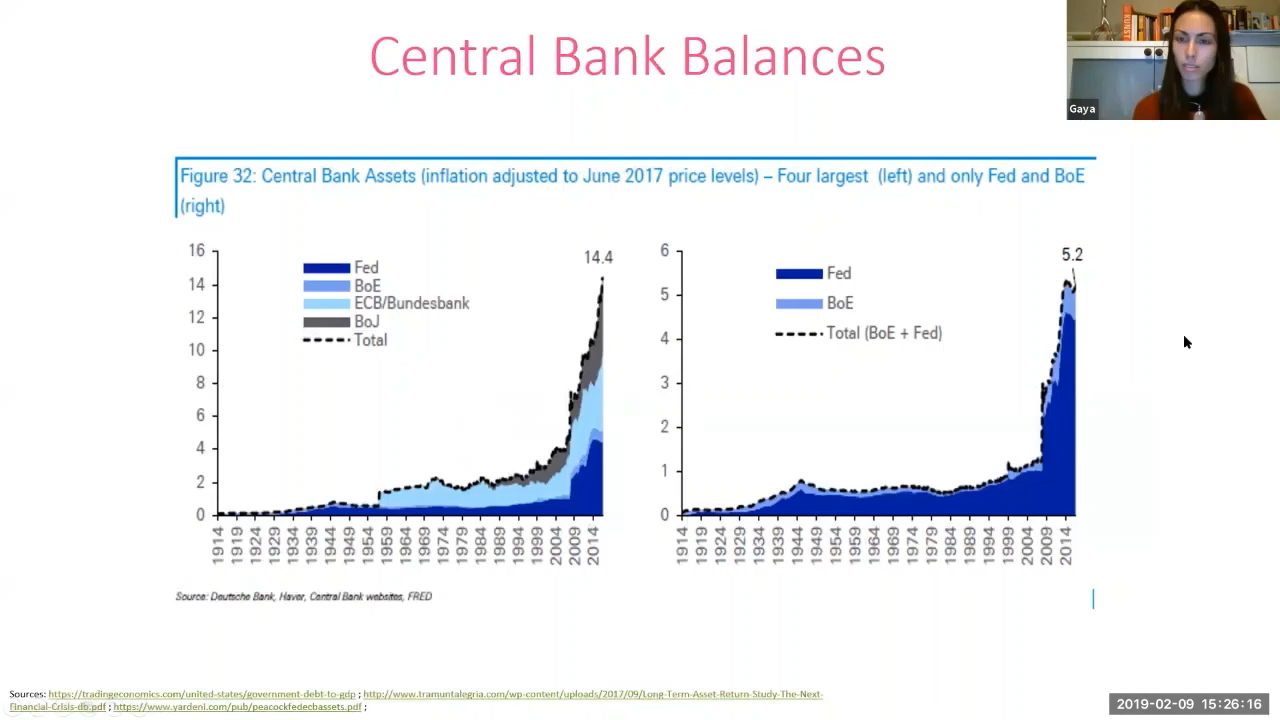 Central Bank Balances
Gaya
Figure 32: Central Bank Assets (inflation adjusted to June 2017 price levels) – Four largest (left) and only Fed and BoE
(right)
16
14
12
10
8
6
4
2
0
14.4
Fed
BoE
ECB/Bundesbank
BoJ
Total
1914 1919 1924 1929 1934 1939 1944 1949 1954 1959 1964 1969 1974 1979 1984 1989 1994 1999 2004 2009 2014
6
5
4
3
2
1
0
5.2
Fed
BoE
Total (BoE + Fed)
1914 1919 1924 1929 1934 1939 1944 1949 1954 1959 1964 1969 1974 1979 1984 1989 1994 1999 2004 2009 2014
Source: Deutsche Bank, Haver, Central Bank websites, FRED
Sources: https://tradingeconomics.com/united-states/government-debt-to-gdp ; http://www.tramuntalegria.com/wp-content/uploads/2017/09/Long-Term-Asset-Return-Study-The-Next-
Financial-Crisis-db.pdf ; https://www.yardeni.com/pub/peacockfedecbassets.pdf ;
2019-02-09 15:26:16